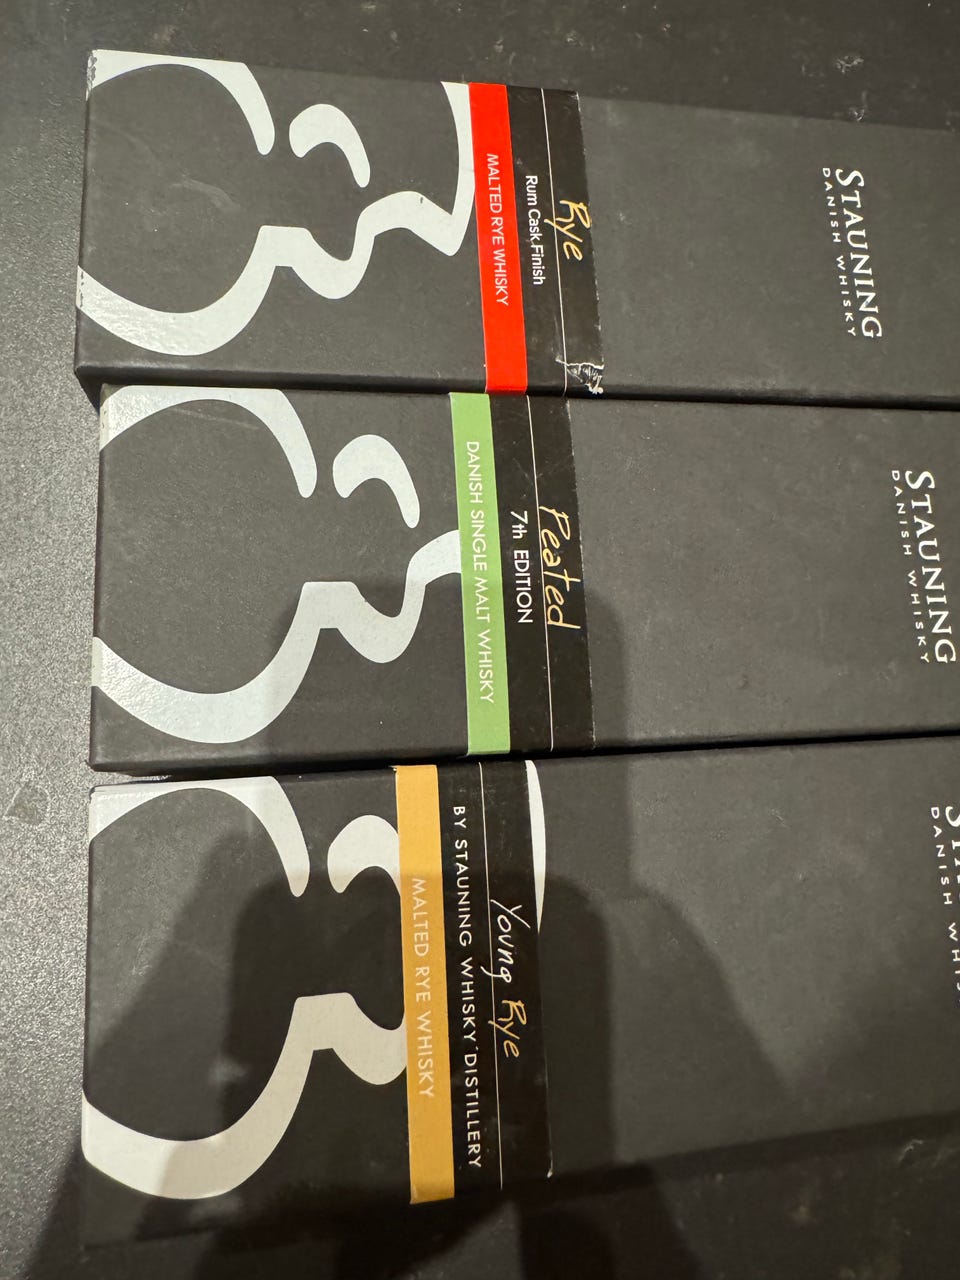 STAUNING
DANISH WHISKY
Rye
Rum Cask Finish
MALTED RYE WHISKY
STAUNING
DANISH WHISKY
Peated
7th EDITION
DANISH SINGLE MALT WHISKY
DANISH
Young Rye
BY STAUNING WHISKY DISTILLERY
MALTED RYE WHISKY